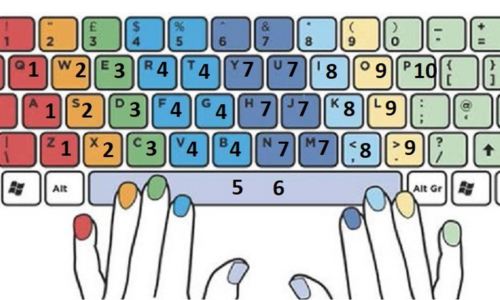 ! " £ $ % ^ & * ( ) - +
1 2 3 4 5 6 7 8 9 0 =
Q 1 W 2 E 3 R 4 T 4 Y 7 U 7 I 8 O 9 P 10 { }
[ ]
A 1 S 2 D 3 F 4 G 4 H 7 J 7 K 8 L 9 : @
; '
| Z 1 X 2 C 3 V 4 B 4 N 7 M 7 < 8 > 9 ?
\ , . /
Alt 5 6 Alt Gr